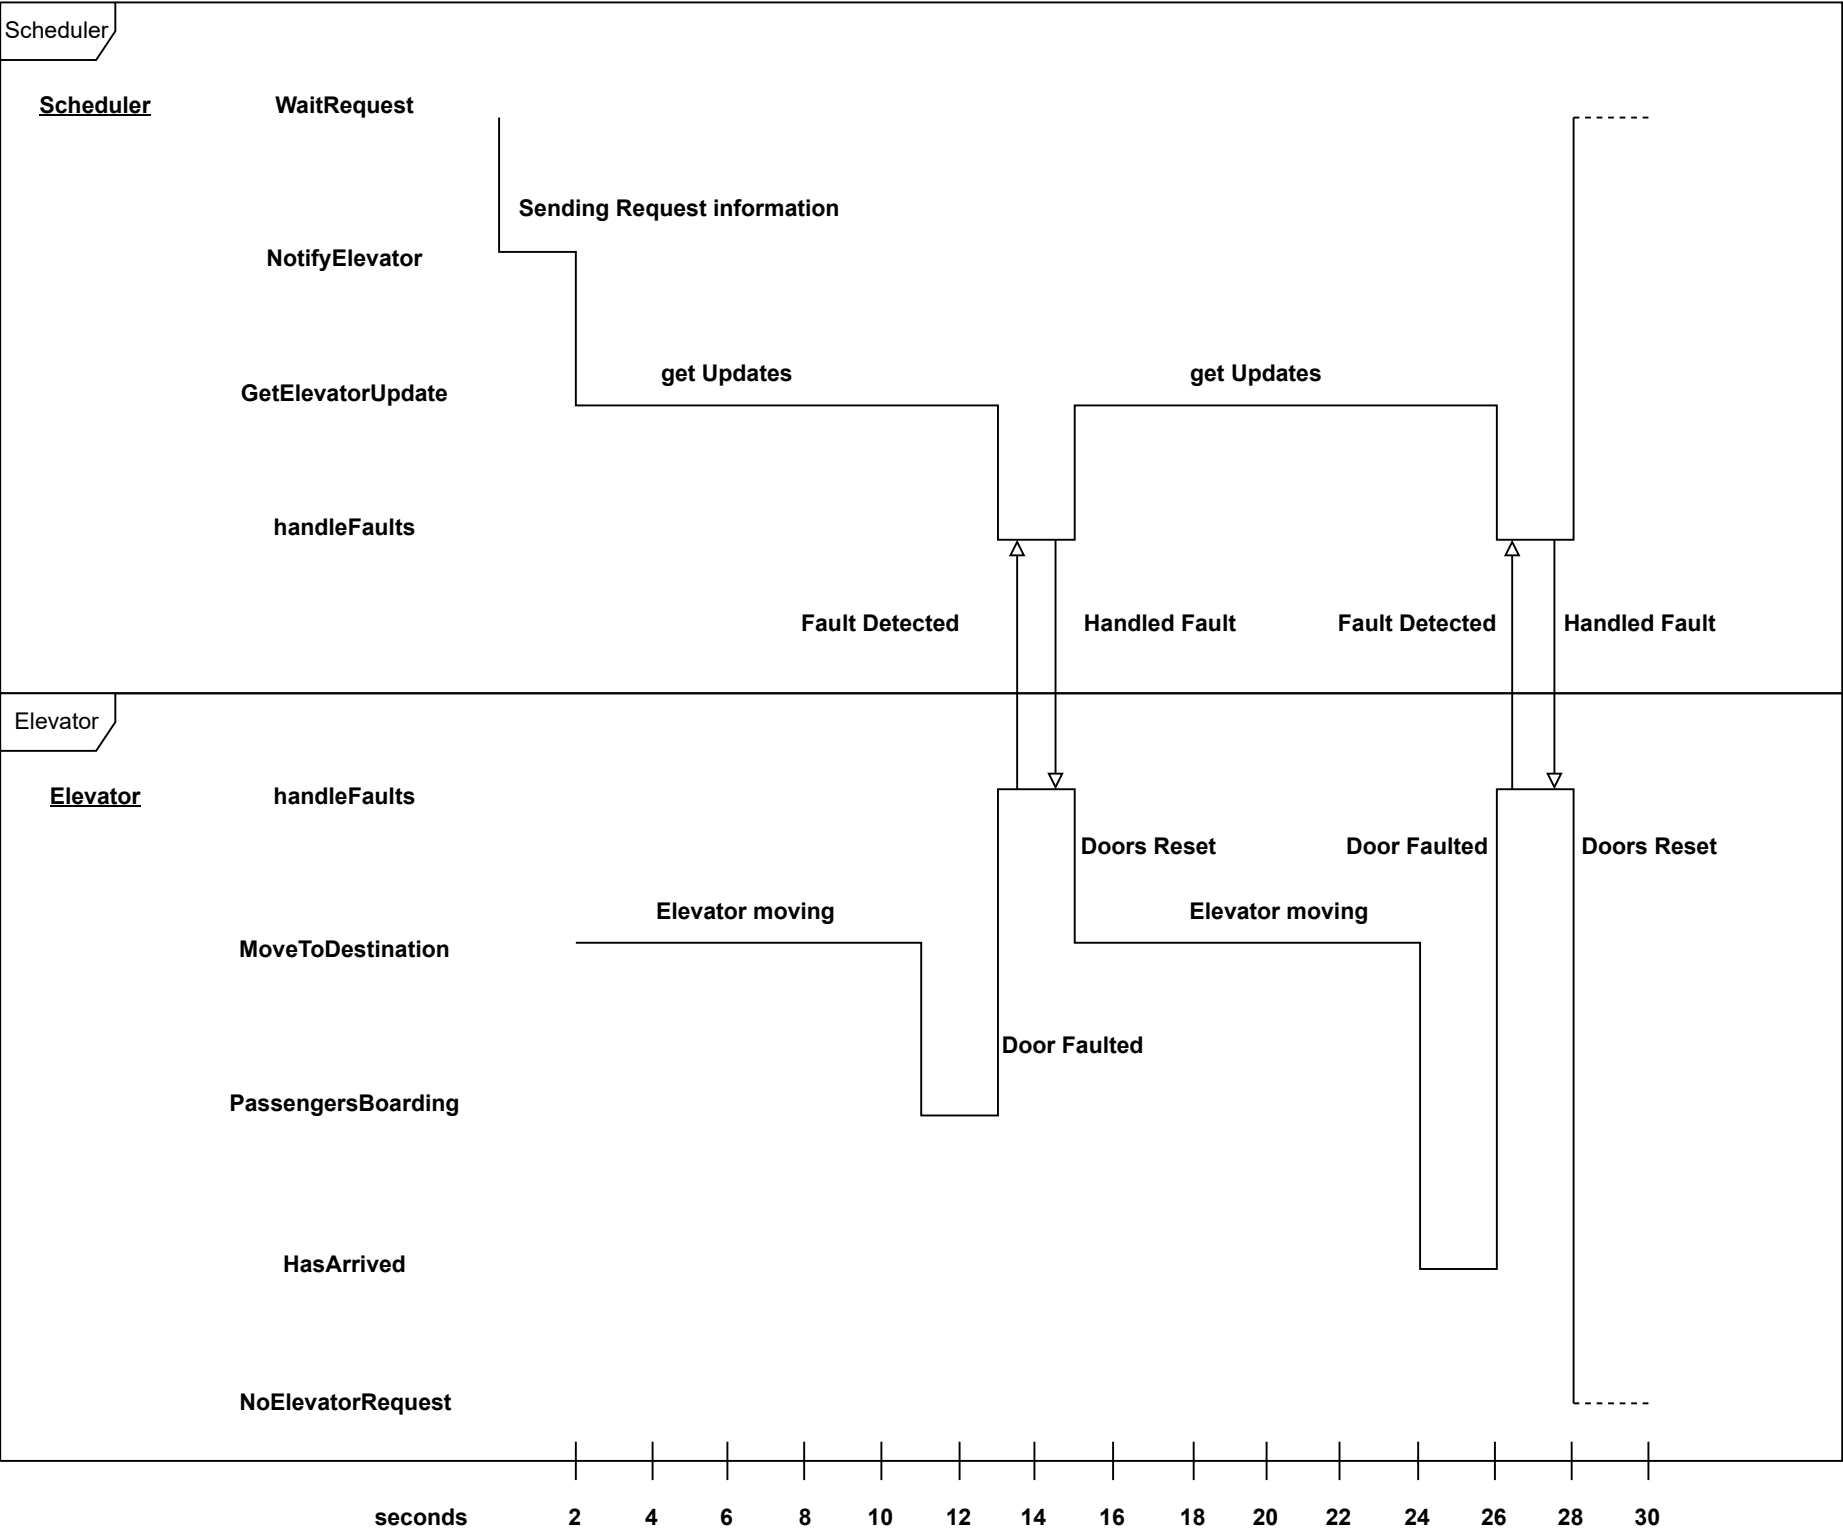 Scheduler
Scheduler WaitRequest
Sending Request information
NotifyElevator
get Updates get Updates
GetElevatorUpdate
handleFaults
Fault Detected Handled Fault Fault Detected Handled Fault
Elevator
Elevator handleFaults
Doors Reset Door Faulted Doors Reset
Elevator moving Elevator moving
MoveToDestination
Door Faulted
PassengersBoarding
HasArrived
NoElevatorRequest
seconds 2 4 6 8 10 12 14 16 18 20 22 24 26 28 30